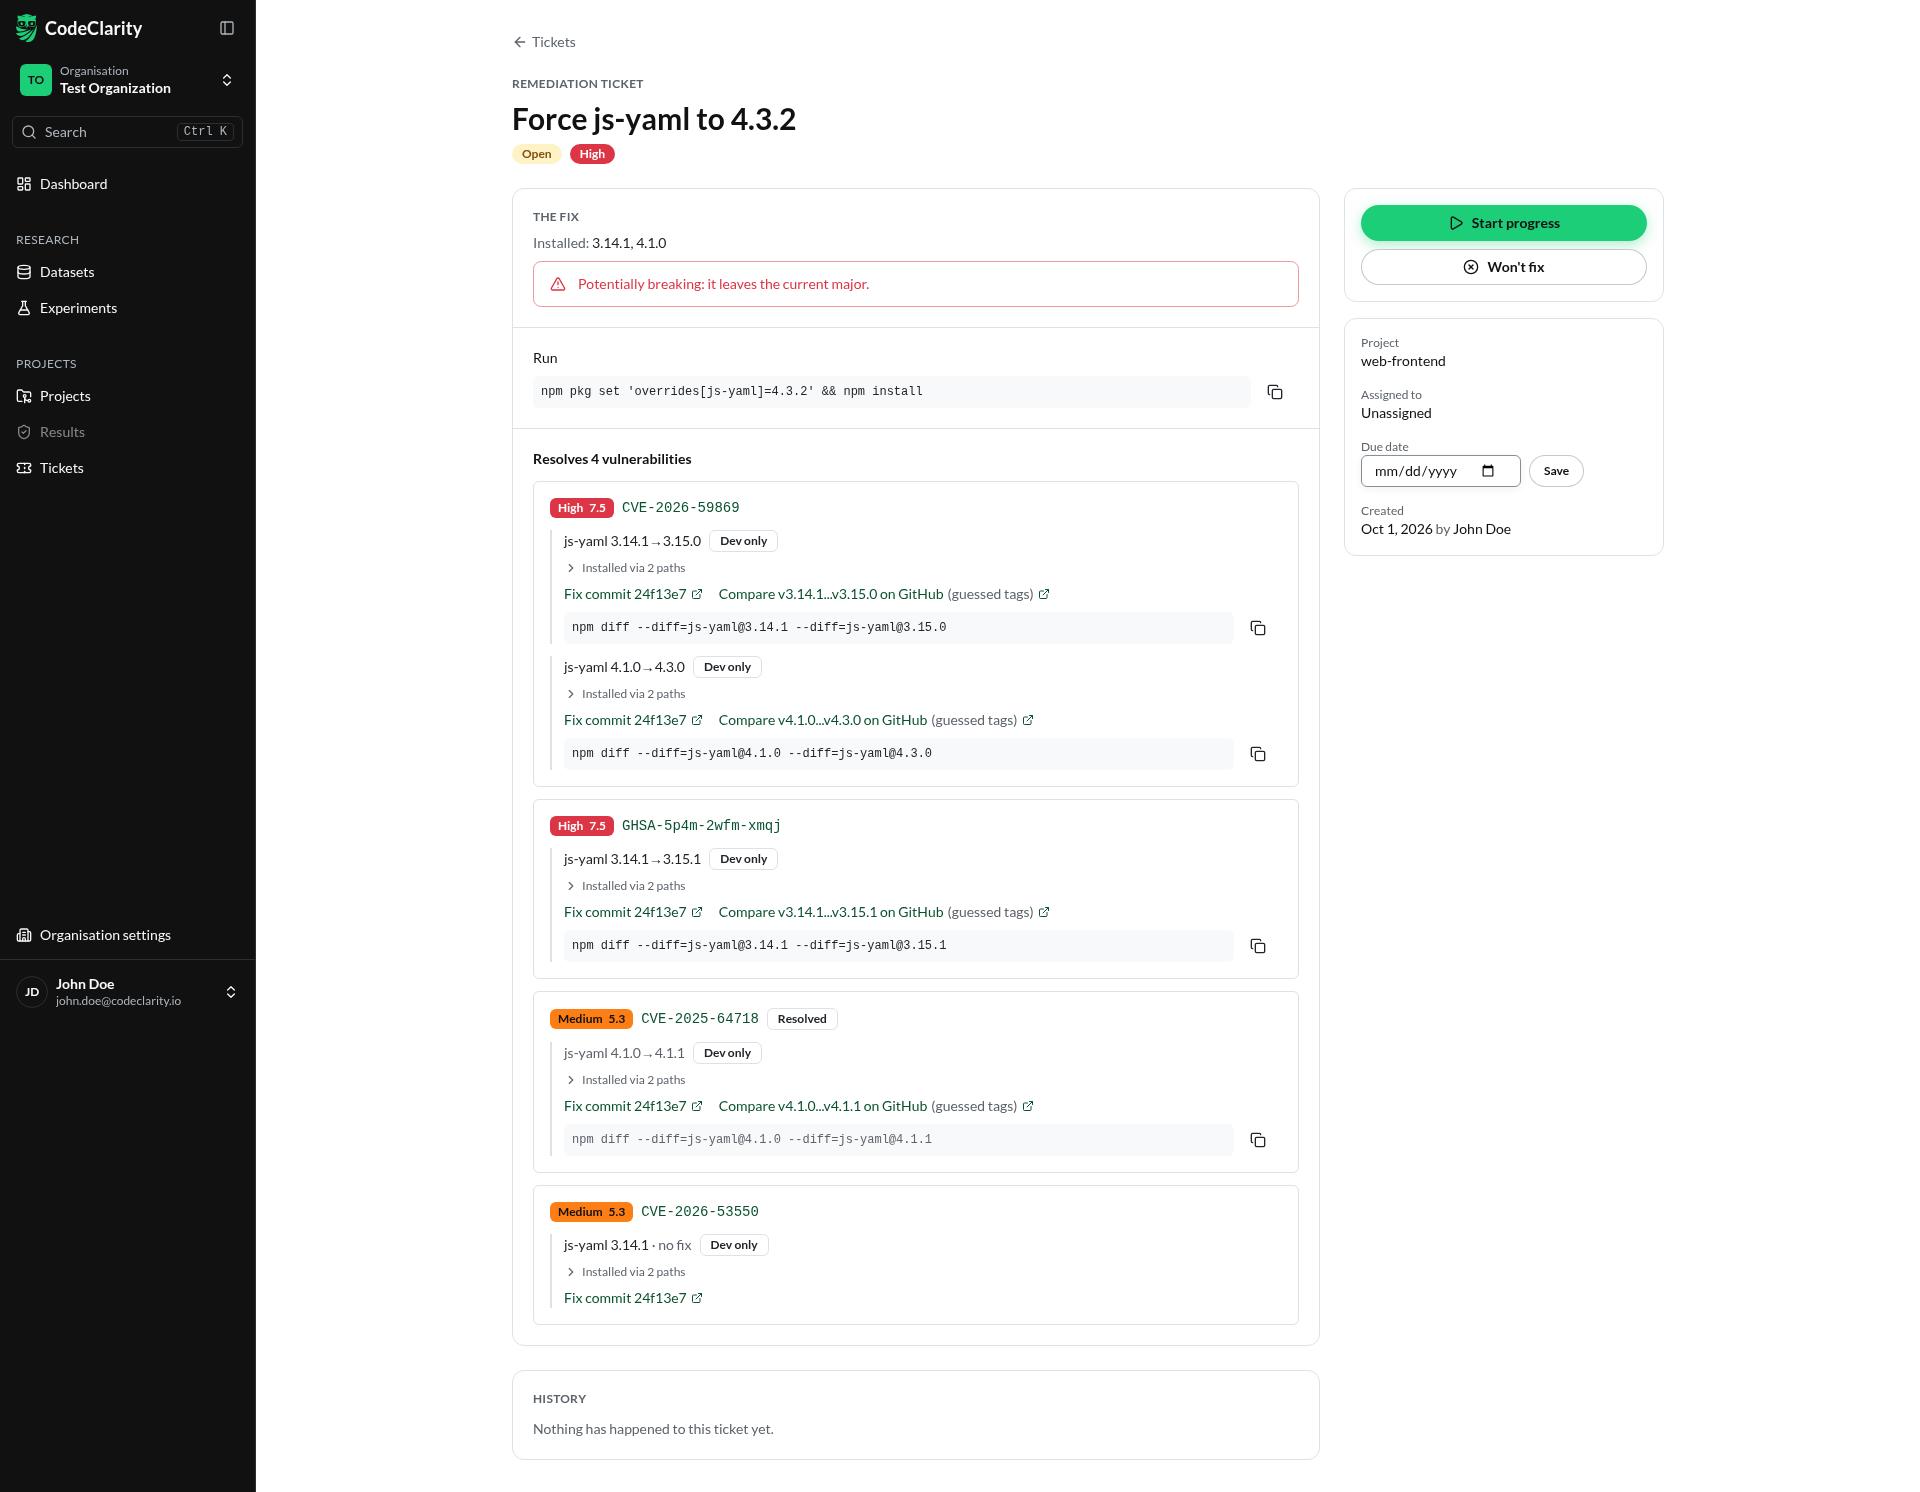 CodeClarity
TO
Organisation
Test Organization
Search
Ctrl K
Dashboard
RESEARCH
Datasets
Experiments
PROJECTS
Projects
Results
Tickets
Organisation settings
JD
John Doe
john.doe@codeclarity.io
Tickets
REMEDIATION TICKET
Force js-yaml to 4.3.2
Open High
THE FIX
Installed: 3.14.1, 4.1.0
Potentially breaking: it leaves the current major.
Run
npm pkg set 'overrides[js-yaml]=4.3.2' && npm install
Resolves 4 vulnerabilities
High 7.5 CVE-2026-59869
js-yaml 3.14.1→3.15.0 Dev only
Installed via 2 paths
Fix commit 24f13e7 Compare v3.14.1...v3.15.0 on GitHub (guessed tags)
npm diff --diff=js-yaml@3.14.1 --diff=js-yaml@3.15.0
js-yaml 4.1.0→4.3.0 Dev only
Installed via 2 paths
Fix commit 24f13e7 Compare v4.1.0...v4.3.0 on GitHub (guessed tags)
npm diff --diff=js-yaml@4.1.0 --diff=js-yaml@4.3.0
High 7.5 GHSA-5p4m-2wfm-xmqj
js-yaml 3.14.1→3.15.1 Dev only
Installed via 2 paths
Fix commit 24f13e7 Compare v3.14.1...v3.15.1 on GitHub (guessed tags)
npm diff --diff=js-yaml@3.14.1 --diff=js-yaml@3.15.1
Medium 5.3 CVE-2025-64718 Resolved
js-yaml 4.1.0→4.1.1 Dev only
Installed via 2 paths
Fix commit 24f13e7 Compare v4.1.0...v4.1.1 on GitHub (guessed tags)
npm diff --diff=js-yaml@4.1.0 --diff=js-yaml@4.1.1
Medium 5.3 CVE-2026-53550
js-yaml 3.14.1 · no fix Dev only
Installed via 2 paths
Fix commit 24f13e7
HISTORY
Nothing has happened to this ticket yet.
Start progress
Won't fix
Project
web-frontend
Assigned to
Unassigned
Due date
mm/dd/yyyy Save
Created
Oct 1, 2026 by John Doe